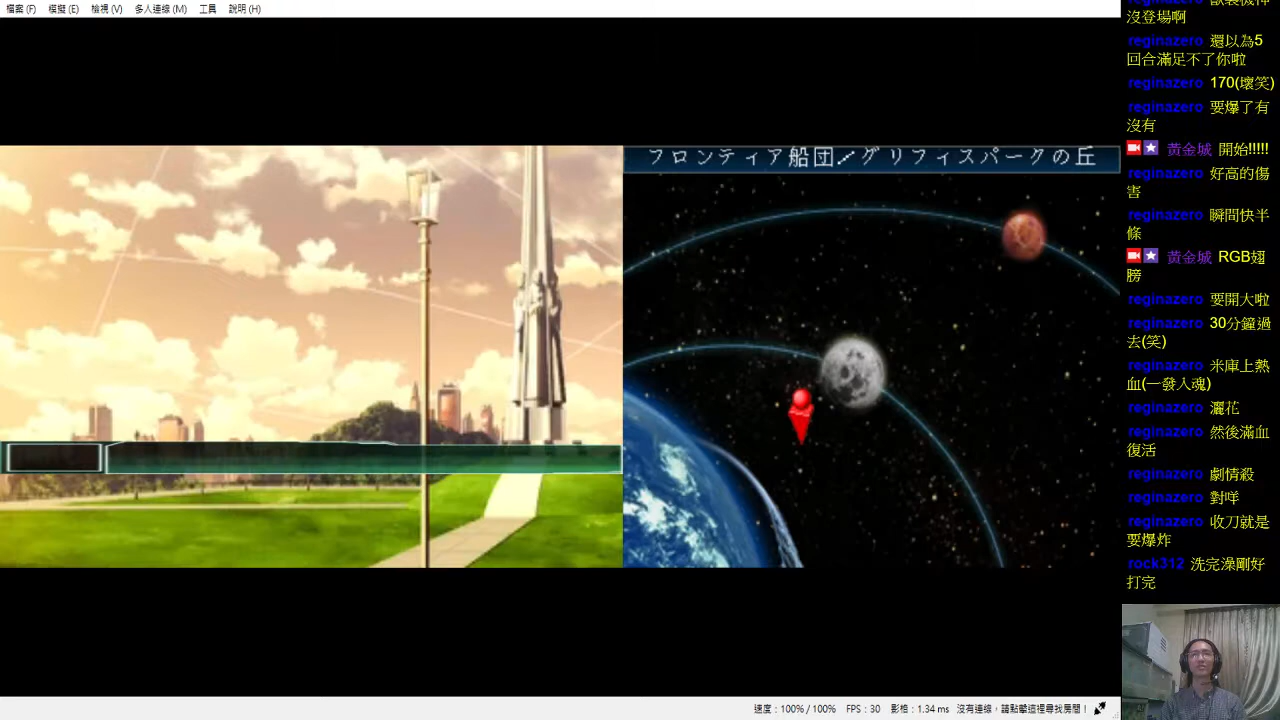 檔案(F) 模擬(E) 檢視(V) 多人連線(M) 工具 說明(H)
フロンティア船団/グリフィスパークの丘
沒登場啊
reginazero 還以為5
回合滿足不了你啦
reginazero 170(壞笑)
reginazero 要爆了有
沒有
黃金城 開始!!!!!
reginazero 好高的傷
害
reginazero 瞬間快半
條
黃金城 RGB翅
膀
reginazero 要開大啦
reginazero 30分鐘過
去(笑)
reginazero 米庫上熱
血(一發入魂)
reginazero 灑花
reginazero 然後滿血
復活
reginazero 劇情殺
reginazero 對咩
reginazero 收刀就是
要爆炸
rock312 洗完澡剛好
打完
速度：100% / 100% FPS：30 影格：1.34 ms 沒有連線，請點擊這裡尋找房間！